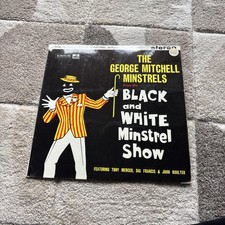 stereo
THE
GEORGE MITCHELL
MINSTRELS
BLACK
and
WHITE
Minstrel
Show
FEATURING TONY MERCER, DAI FRANCIS & JOHN BOULTER